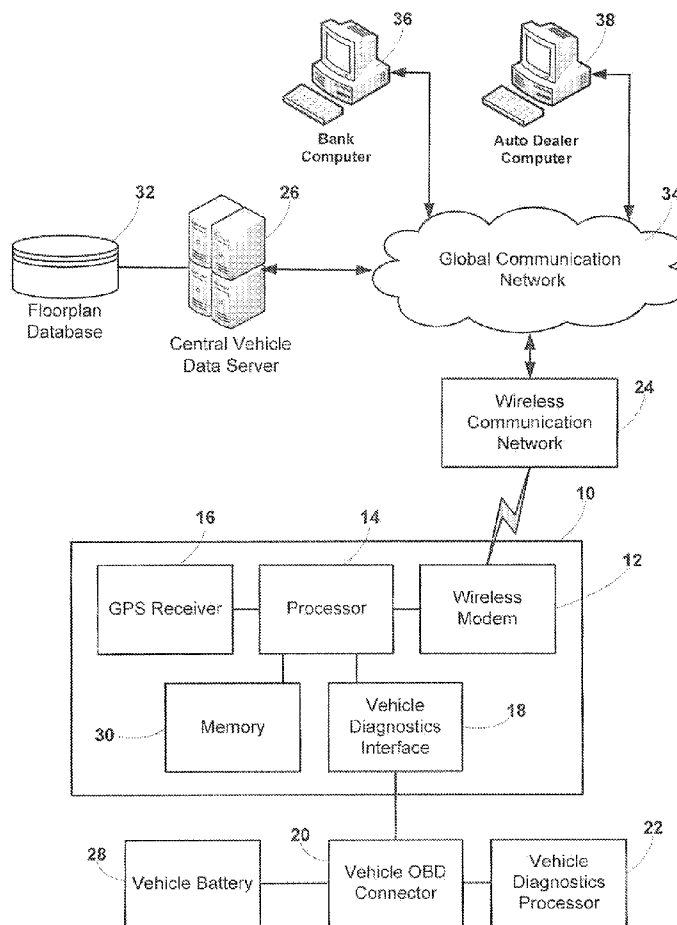 36
38
Bank
Computer
Auto Dealer
Computer
32
26
34
Global Communication
Network
Floorplan
Database
Central Vehicle
Data Server
Wireless
Communication
Network
24
10
16
14
12
GPS Receiver
Processor
Wireless
Modem
30
Memory
Vehicle
Diagnostics
Interface
18
20
22
28
Vehicle Battery
Vehicle OBD
Connector
Vehicle
Diagnostics
Processor